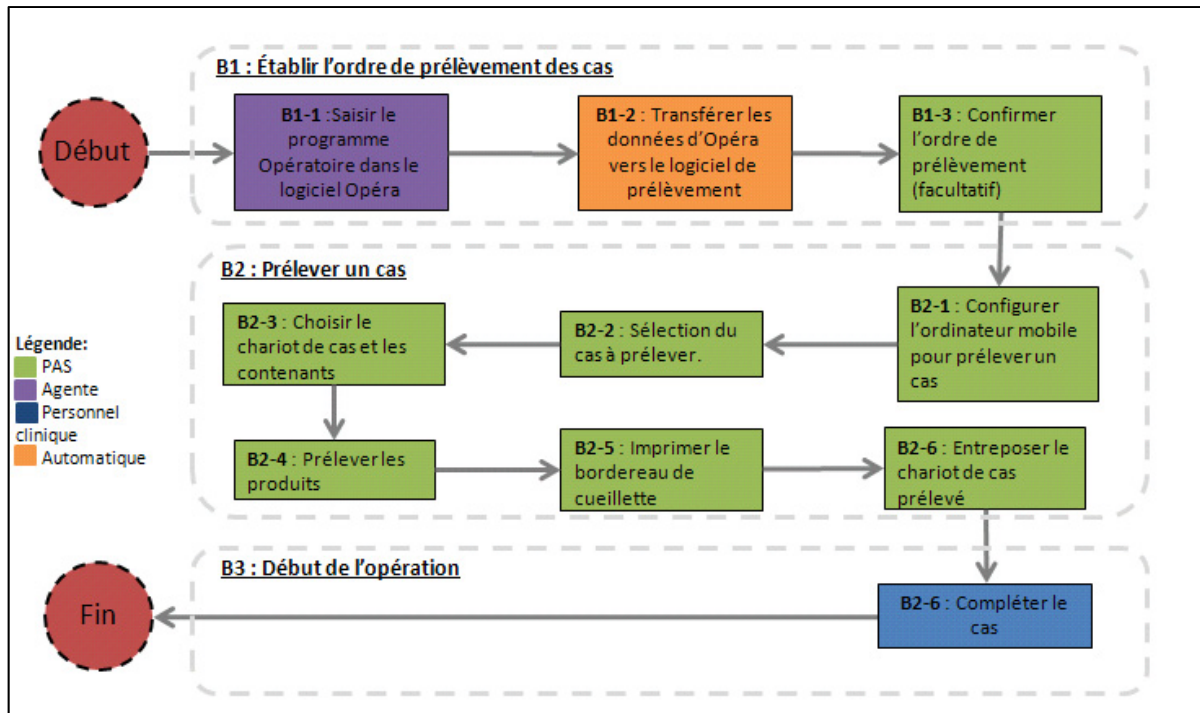 B1 : Établir l'ordre de prélèvement des cas
Début
B1-1 :Saisir le
programme
Opératoire dans le
logiciel Opéra
B1-2 : Transférer les
données d'Opéra
vers le logiciel de
prélèvement
B1-3 : Confirmer
l'ordre de
prélèvement
(facultatif)
B2 : Prélever un cas
B2-1 : Configurer
l'ordinateur mobile
pour prélever un
cas
B2-2 : Sélection du
cas à prélever.
B2-3 : Choisir le
chariot de cas et les
contenants
B2-4 : Prélever les
produits
B2-5 : Imprimer le
bordereau de
cueillette
B2-6 : Entreposer le
chariot de cas
prélevé
Légende:
PAS
Agente
Personnel
clinique
Automatique
B3 : Début de l'opération
B2-6 : Compléter le
cas
Fin